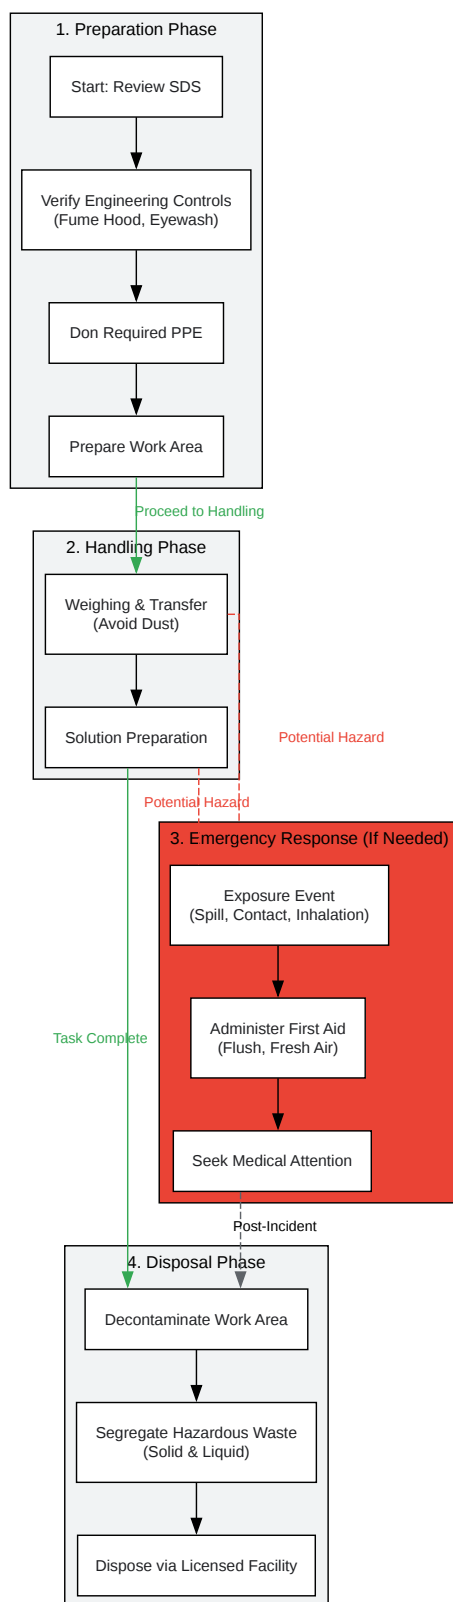 1. Preparation Phase
Start: Review SDS
Verify Engineering Controls
(Fume Hood, Eyewash)
Don Required PPE
Prepare Work Area
Proceed to Handling
2. Handling Phase
Weighing & Transfer
(Avoid Dust)
Solution Preparation
Potential Hazard
Potential Hazard
3. Emergency Response (If Needed)
Exposure Event
(Spill, Contact, Inhalation)
Administer First Aid
(Flush, Fresh Air)
Task Complete
Seek Medical Attention
Post-Incident
4. Disposal Phase
Decontaminate Work Area
Segregate Hazardous Waste
(Solid & Liquid)
Dispose via Licensed Facility